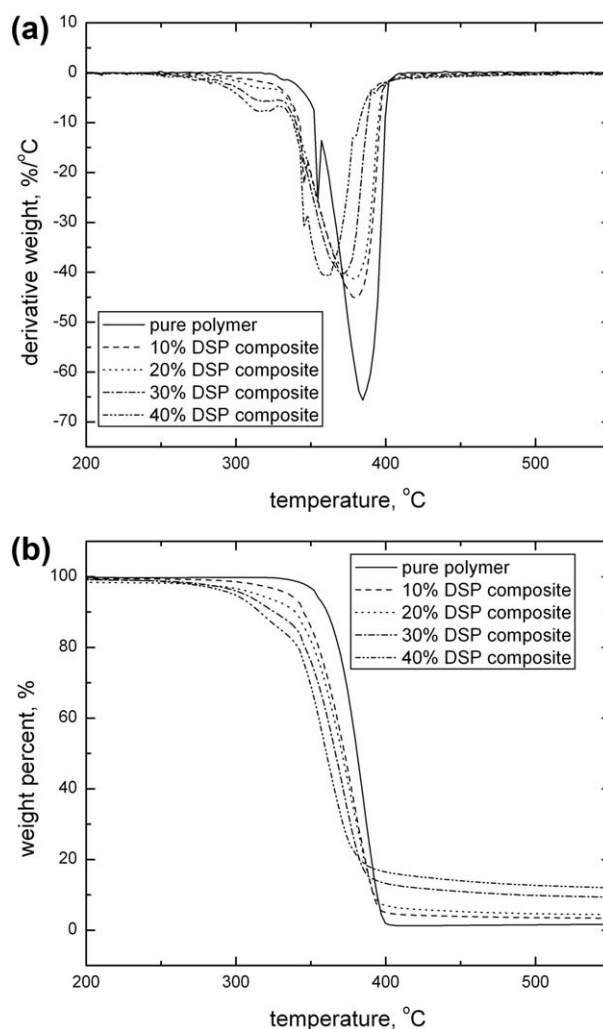 (a)
10
0
-10
-20
-30
-40
-50
-60
-70
derivative weight, %/°C
pure polymer
10% DSP composite
20% DSP composite
30% DSP composite
40% DSP composite
200 300 400 500
temperature, °C
(b)
100
80
60
40
20
0
weight percent, %
pure polymer
10% DSP composite
20% DSP composite
30% DSP composite
40% DSP composite
200 300 400 500
temperature, °C